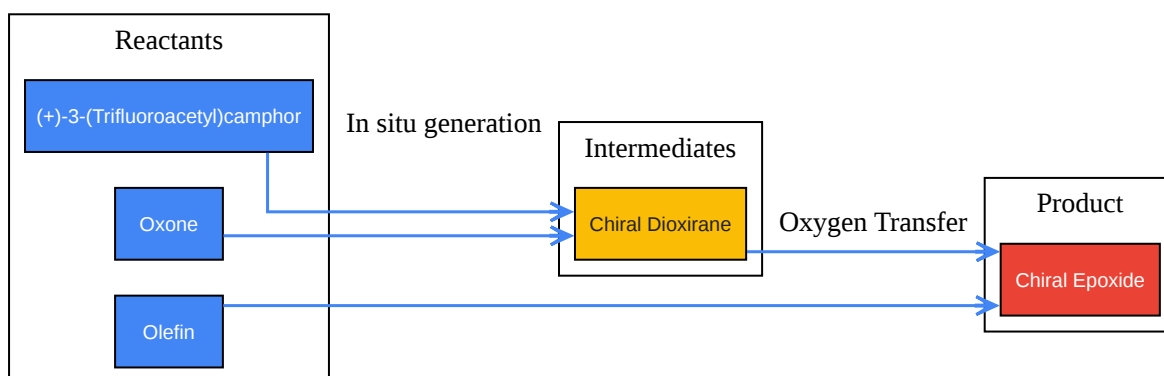 Reactants
(+)-3-(Trifluoroacetyl)camphor
In situ generation
Intermediates
Oxone
Chiral Dioxirane
Oxygen Transfer
Product
Chiral Epoxide
Olefin